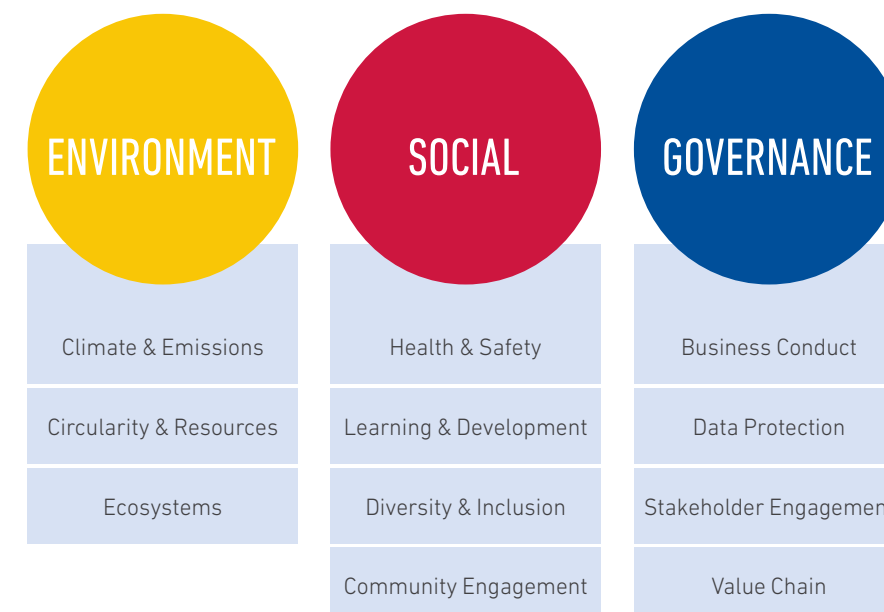 ENVIRONMENT
Climate & Emissions
Circularity & Resources
Ecosystems
SOCIAL
Health & Safety
Learning & Development
Diversity & Inclusion
Community Engagement
GOVERNANCE
Business Conduct
Data Protection
Stakeholder Engagemen
Value Chain